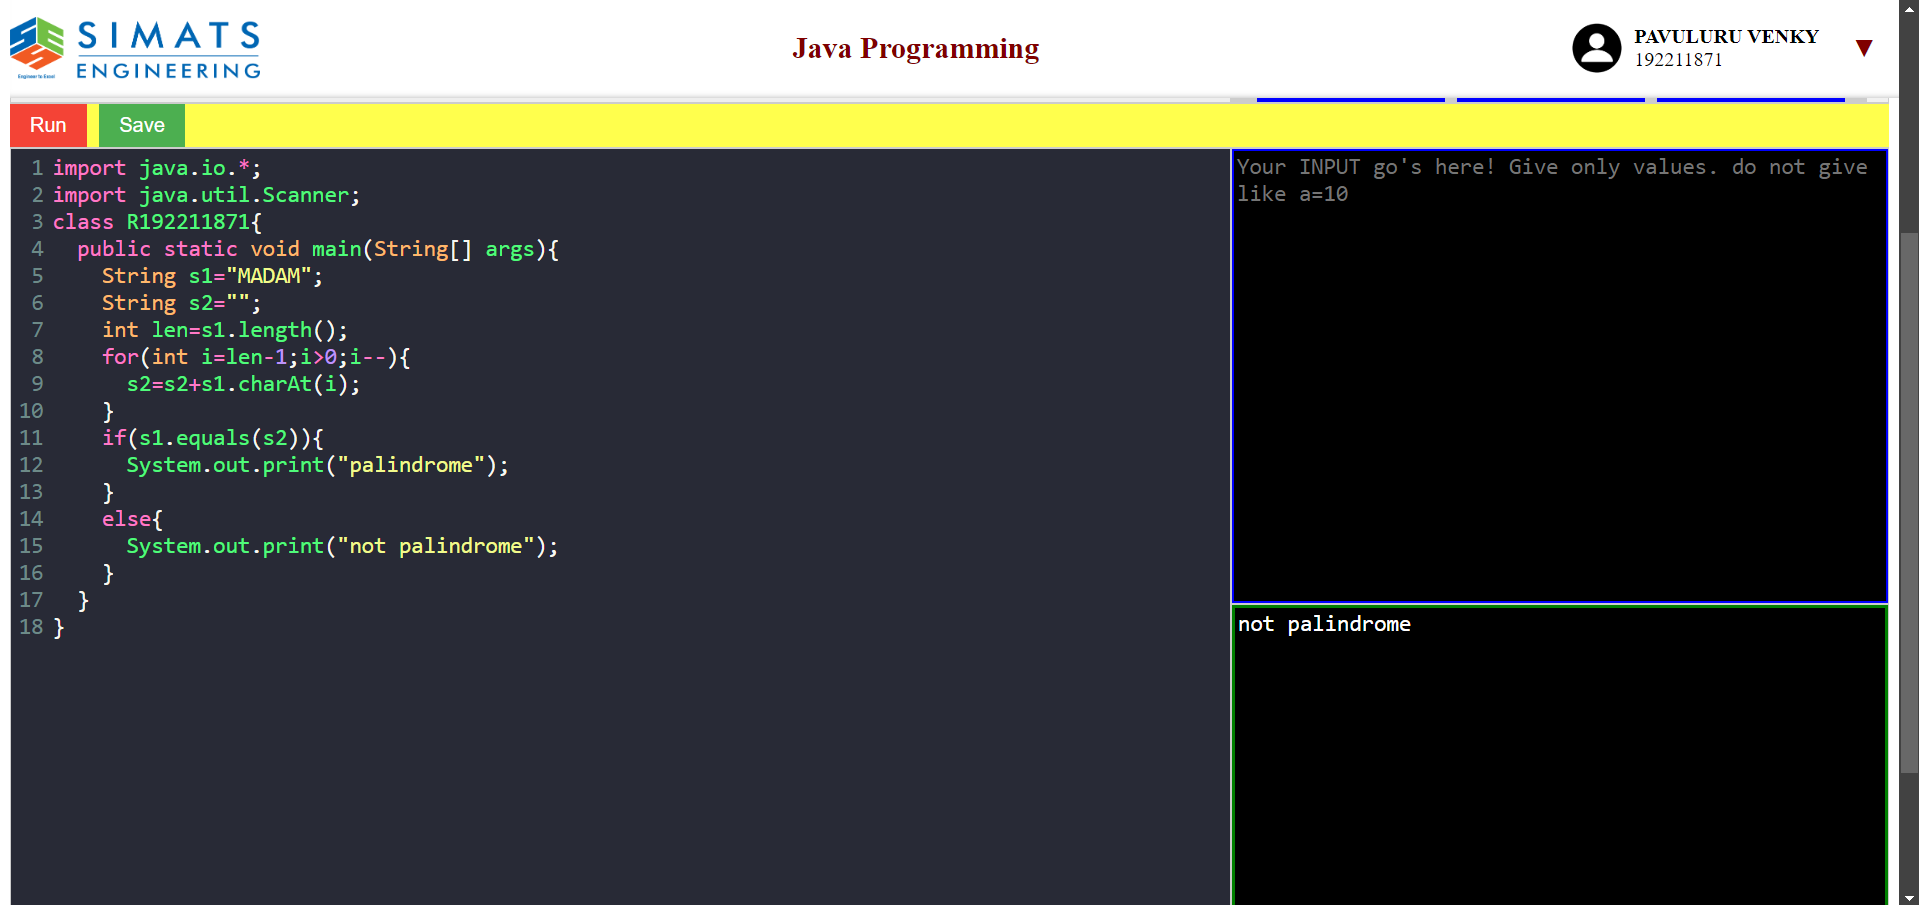 SIMATS
ENGINEERING
Engineer to Excel
Java Programming
PAVULURU VENKY
192211871
▼
Run Save
1 import java.io.*;
2 import java.util.Scanner;
3 class R192211871{
4   public static void main(String[] args){
5     String s1="MADAM";
6     String s2="";
7     int len=s1.length();
8     for(int i=len-1;i>0;i--){
9       s2=s2+s1.charAt(i);
10     }
11     if(s1.equals(s2)){
12       System.out.print("palindrome");
13     }
14     else{
15       System.out.print("not palindrome");
16     }
17   }
18 }
Your INPUT go's here! Give only values. do not give
like a=10
not palindrome